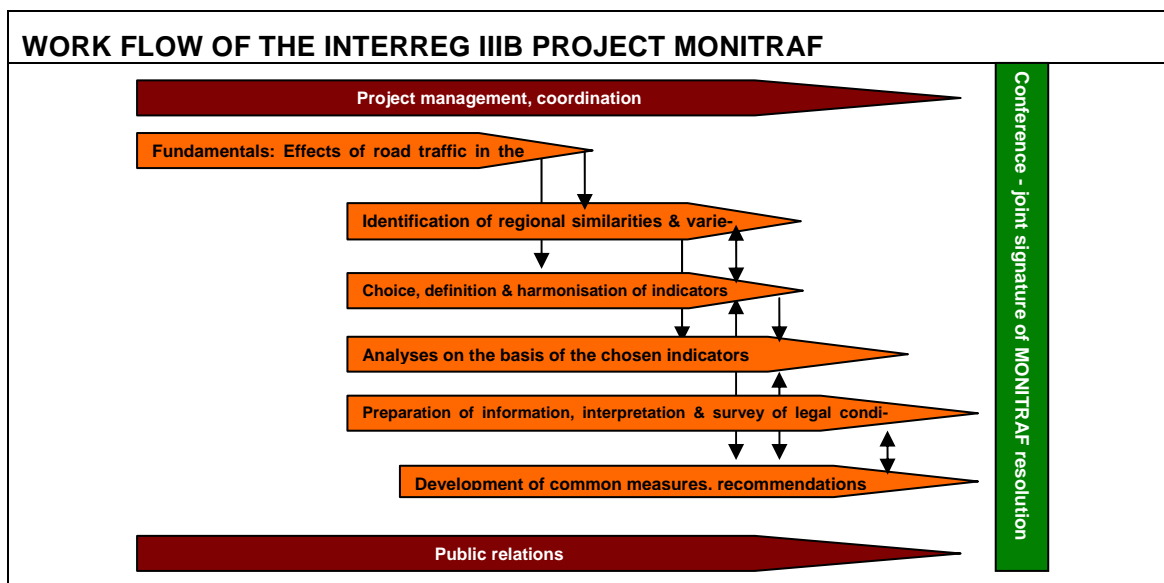 WORK FLOW OF THE INTERREG IIIB PROJECT MONITRAF
Project management, coordination
Fundamentals: Effects of road traffic in the
Identification of regional similarities & varie-
Choice, definition & harmonisation of indicators
Analyses on the basis of the chosen indicators
Preparation of information, interpretation & survey of legal condi-
Development of common measures, recommendations
Public relations
Conference - joint signature of MONITRAF resolution